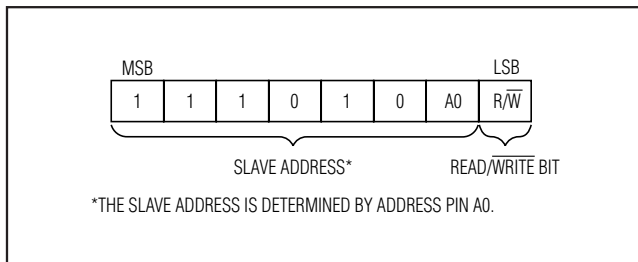 MSB LSB
1 1 1 0 1 0 A0 R/W̅
SLAVE ADDRESS* READ/W̅R̅I̅T̅E̅ BIT
*THE SLAVE ADDRESS IS DETERMINED BY ADDRESS PIN A0.